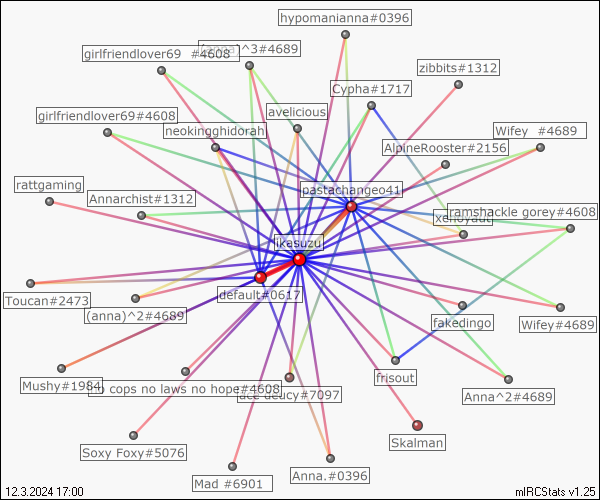 hypomanianna#0396
girlfriendlover69 #4608
(anna)^3#4689
zibbits#1312
Cypha#1717
girlfriendlover69#4608
avelicious
neokingghidorah
Wifey #4689
AlpineRooster#2156
rattgaming
Annarchist#1312
pastachangeo41
ramshackle gorey#4608
ikasuzu
default#0617
Toucan#2473
(anna)^2#4689
fakedingo
Wifey#4689
Mushy#1984
no cops no laws no hope#4608
ace deucy#7097
frisout
Anna^2#4689
Skalman
Soxy Foxy#5076
Mad #6901
Anna.#0396
12.3.2024 17:00
mIRCStats v1.25